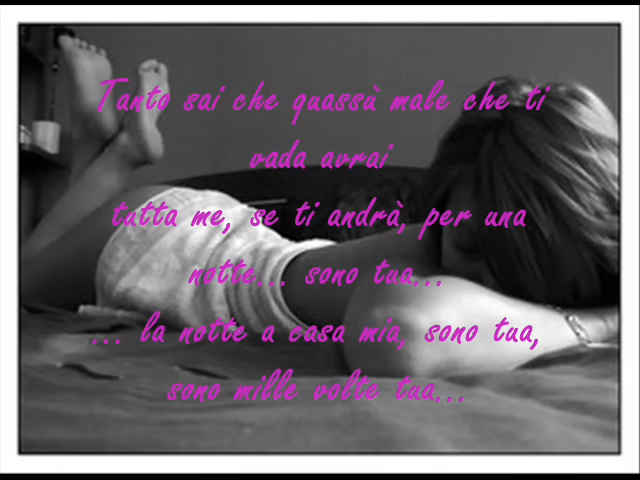 Tanto sai che quassù male che ti
vada avrai
tutta me, se ti andrà, per una
notte... sono tua...
... la notte a casa mia, sono tua,
sono mille volte tua...